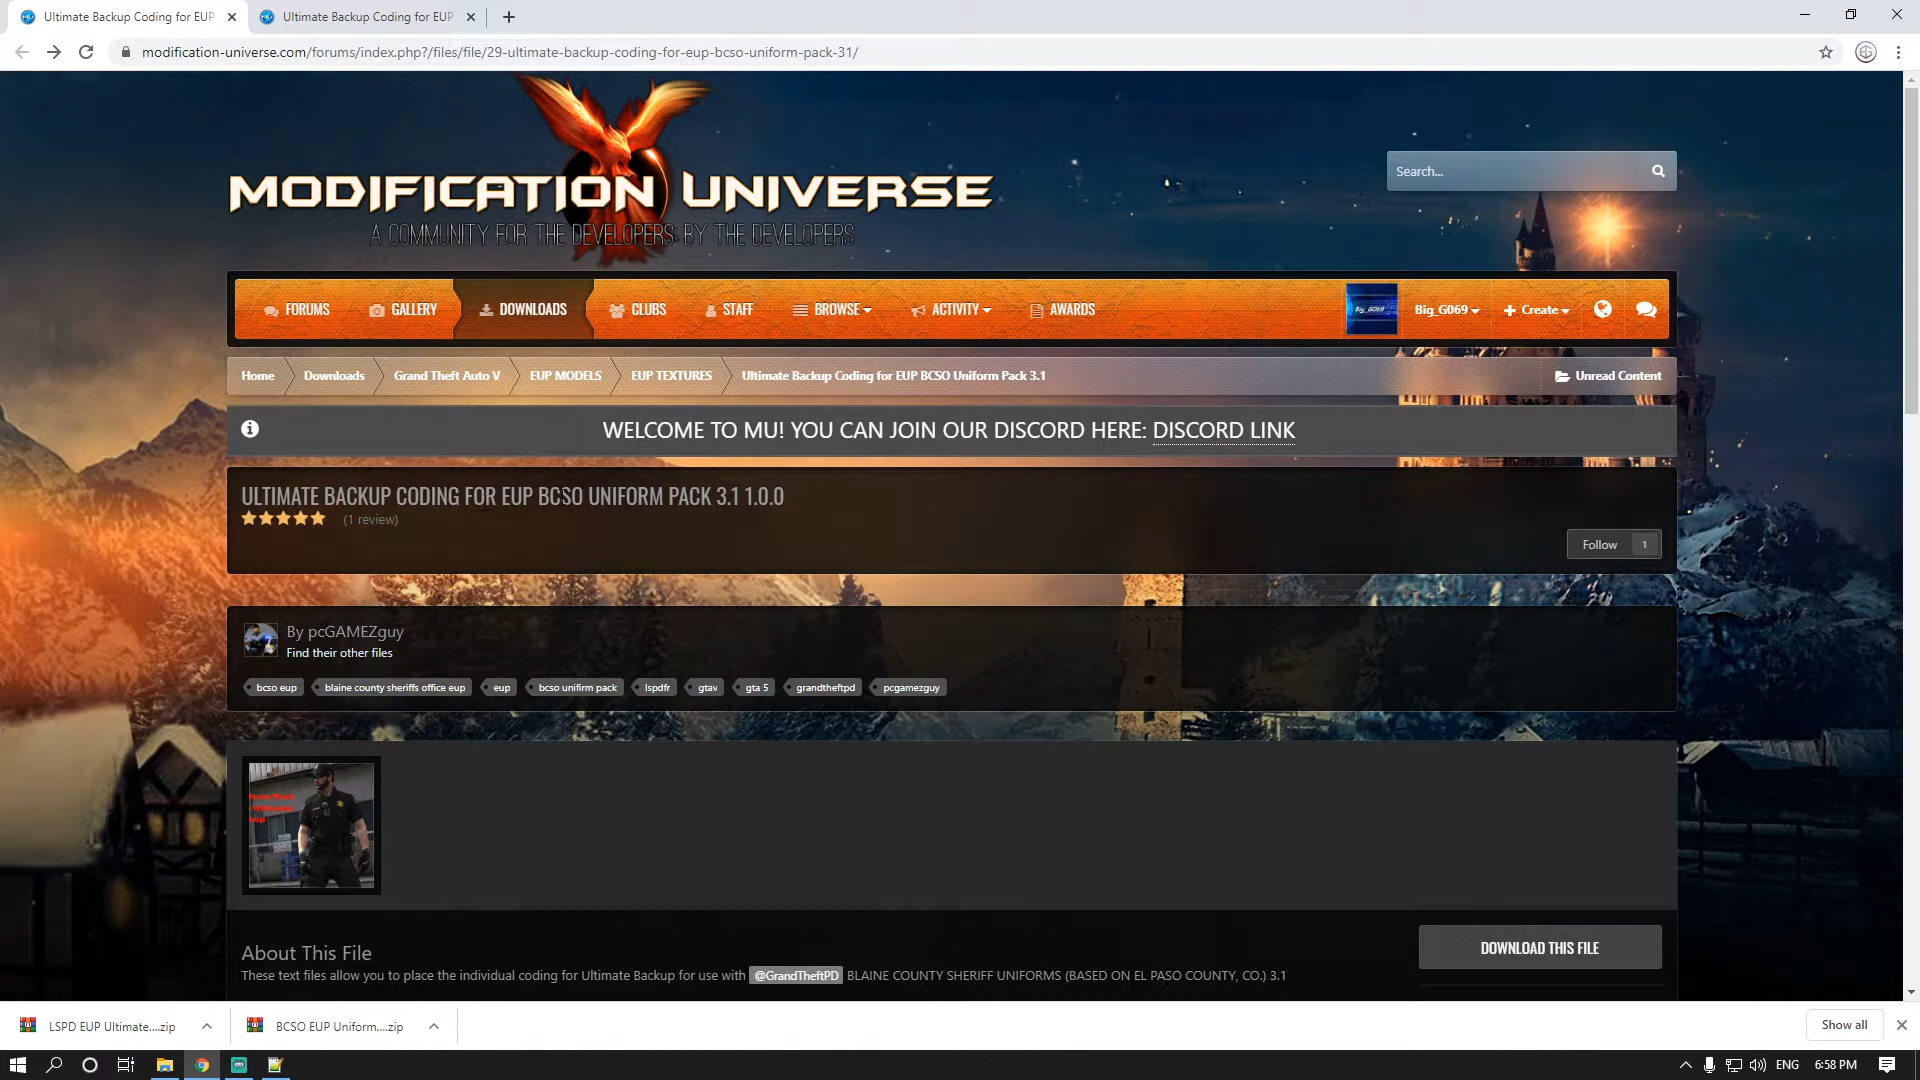 Ultimate Backup Coding for EUP
Ultimate Backup Coding for EUP
modification-universe.com/forums/index.php?/files/file/29-ultimate-backup-coding-for-eup-bcso-uniform-pack-31/
MODIFICATION UNIVERSE
A COMMUNITY FOR THE DEVELOPERS BY THE DEVELOPERS
Search...
FORUMS GALLERY DOWNLOADS CLUBS STAFF BROWSE ACTIVITY AWARDS Big_G069 Big_G069 Create
Home Downloads Grand Theft Auto V EUP MODELS EUP TEXTURES Ultimate Backup Coding for EUP BCSO Uniform Pack 3.1 Unread Content
WELCOME TO MU! YOU CAN JOIN OUR DISCORD HERE: DISCORD LINK
ULTIMATE BACKUP CODING FOR EUP BCSO UNIFORM PACK 3.1 1.0.0
(1 review)
Follow 1
By pcGAMEZguy
Find their other files
bcso eup blaine county sheriffs office eup eup bcso unifirm pack lspdfr gtav gta 5 grandtheftpd pcgamezguy
About This File
DOWNLOAD THIS FILE
These text files allow you to place the individual coding for Ultimate Backup for use with @GrandTheftPD BLAINE COUNTY SHERIFF UNIFORMS (BASED ON EL PASO COUNTY, CO.) 3.1
LSPD EUP Ultimate....zip BCSO EUP Uniform....zip Show all
ENG 6:58 PM